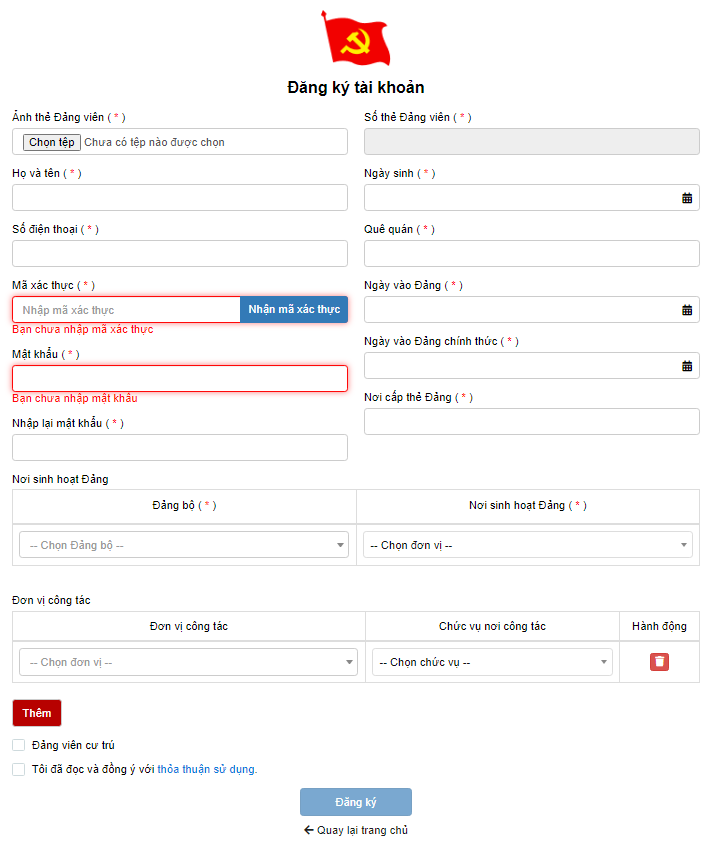 Đăng ký tài khoản
Ảnh thẻ Đảng viên ( * )
Chọn tệp Chưa có tệp nào được chọn
Số thẻ Đảng viên ( * )
Họ và tên ( * )
Ngày sinh ( * )
Số điện thoại ( * )
Quê quán ( * )
Mã xác thực ( * )
Nhập mã xác thực Nhận mã xác thực
Bạn chưa nhập mã xác thực
Ngày vào Đảng ( * )
Mật khẩu ( * )
Bạn chưa nhập mật khẩu
Ngày vào Đảng chính thức ( * )
Nhập lại mật khẩu ( * )
Nơi cấp thẻ Đảng ( * )
Nơi sinh hoạt Đảng
Đảng bộ ( * ) Nơi sinh hoạt Đảng ( * )
-- Chọn Đảng bộ -- -- Chọn đơn vị --
Đơn vị công tác
Đơn vị công tác Chức vụ nơi công tác Hành động
-- Chọn đơn vị -- -- Chọn chức vụ --
Thêm
Đảng viên cư trú
Tôi đã đọc và đồng ý với thỏa thuận sử dụng.
Đăng ký
Quay lại trang chủ